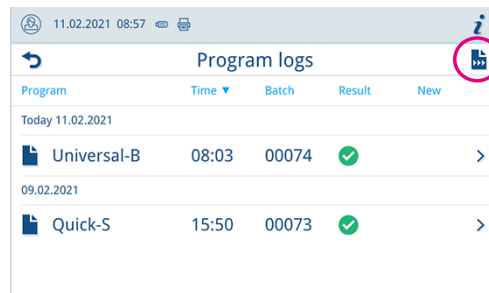 11.02.2021 08:57
Program logs
Program Time ▼ Batch Result New
Today 11.02.2021
Universal-B 08:03 00074
09.02.2021
Quick-S 15:50 00073